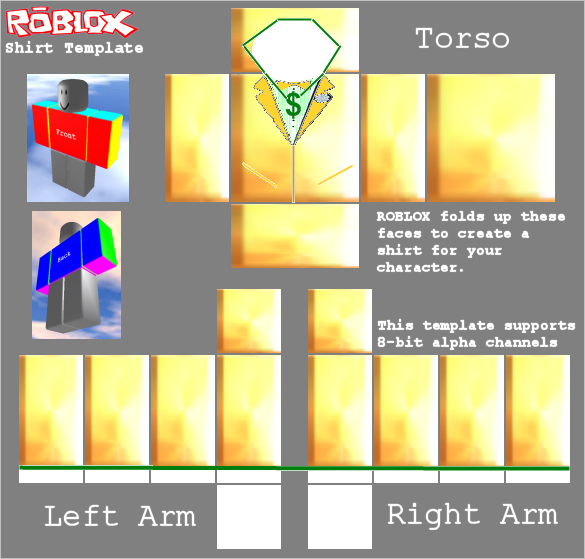 ROBLOX
Shirt Template
Torso
$
Front
Back
ROBLOX folds up these
faces to create a
shirt for your
character.
This template supports
8-bit alpha channels
Left Arm
Right Arm